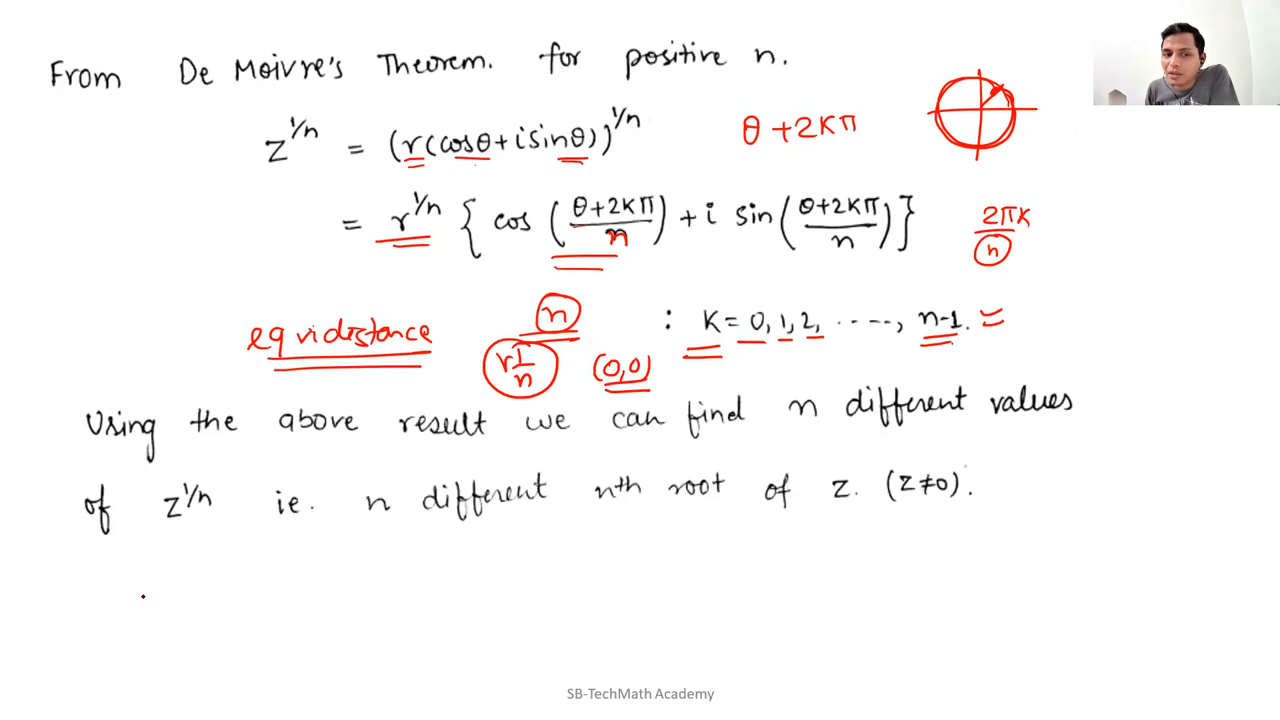 From De Moivre's Theorem. for positive n.
z^{1/n} = (r(cosθ + i sinθ))^{1/n} θ + 2Kπ
= r^{1/n} { cos (θ+2Kπ/n) + i sin (θ+2Kπ/n) } 2πK/n
equidistance n : K = 0, 1, 2, ....., n-1.
r^{1/n} (0,0)
Using the above result we can find n different values
of z^{1/n} ie. n different nth root of z. (z≠0).
SB-TechMath Academy